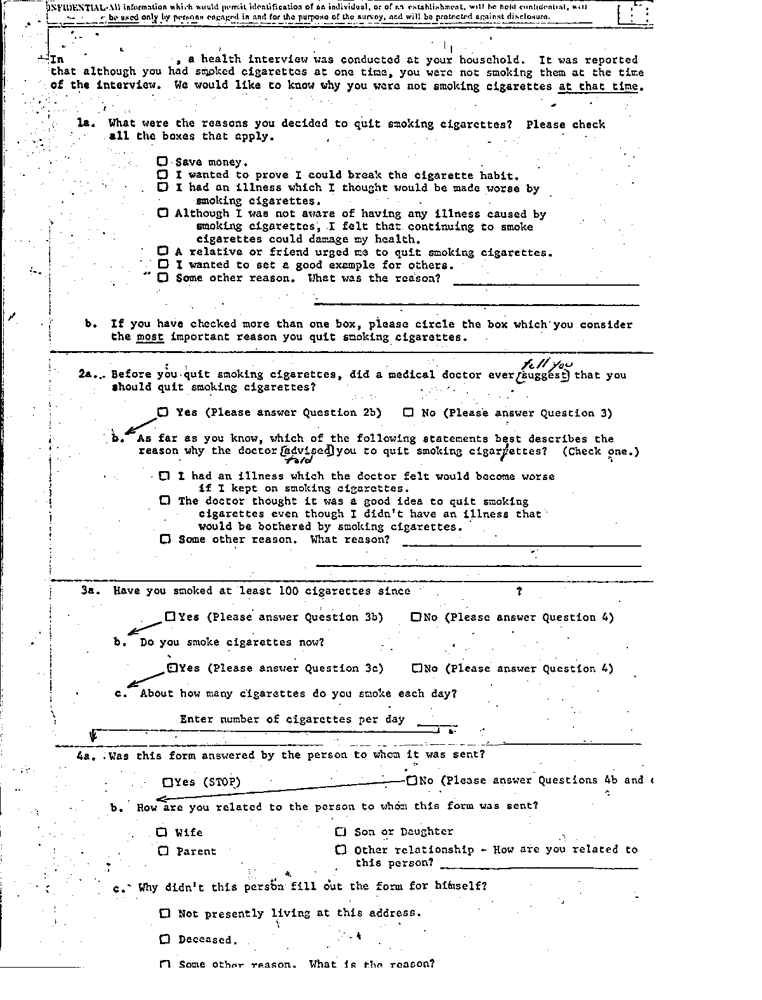 NFIDENTIAL-All information which would permit identification of an individual, or of an establishment, will be held confidential, will
be used only by persons engaged in and for the purpose of the survey, and will be protected against disclosure.
In , a health interview was conducted at your household. It was reported
that although you had smoked cigarettes at one time, you were not smoking them at the time
of the interview. We would like to know why you were not smoking cigarettes at that time.
1a. What were the reasons you decided to quit smoking cigarettes? Please check
all the boxes that apply.
☐ Save money.
☐ I wanted to prove I could break the cigarette habit.
☐ I had an illness which I thought would be made worse by
smoking cigarettes.
☐ Although I was not aware of having any illness caused by
smoking cigarettes, I felt that continuing to smoke
cigarettes could damage my health.
☐ A relative or friend urged me to quit smoking cigarettes.
☐ I wanted to set a good example for others.
☐ Some other reason. What was the reason?
b. If you have checked more than one box, please circle the box which you consider
the most important reason you quit smoking cigarettes.
tell you
2a. Before you quit smoking cigarettes, did a medical doctor ever [suggest] that you
should quit smoking cigarettes?
☐ Yes (Please answer Question 2b) ☐ No (Please answer Question 3)
b. As far as you know, which of the following statements best describes the
reason why the doctor [advised] you to quit smoking cigarettes? (Check one.)
told
☐ I had an illness which the doctor felt would become worse
if I kept on smoking cigarettes.
☐ The doctor thought it was a good idea to quit smoking
cigarettes even though I didn't have an illness that
would be bothered by smoking cigarettes.
☐ Some other reason. What reason?
3a. Have you smoked at least 100 cigarettes since ?
☐Yes (Please answer Question 3b) ☐No (Please answer Question 4)
b. Do you smoke cigarettes now?
☐Yes (Please answer Question 3c) ☐No (Please answer Question 4)
c. About how many cigarettes do you smoke each day?
Enter number of cigarettes per day
4a. Was this form answered by the person to whom it was sent?
☐Yes (STOP) ☐No (Please answer Questions 4b and c
b. How are you related to the person to whom this form was sent?
☐ Wife ☐ Son or Daughter
☐ Parent ☐ Other relationship - How are you related to
this person?
c. Why didn't this person fill out the form for himself?
☐ Not presently living at this address.
☐ Deceased.
☐ Some other reason. What is the reason?